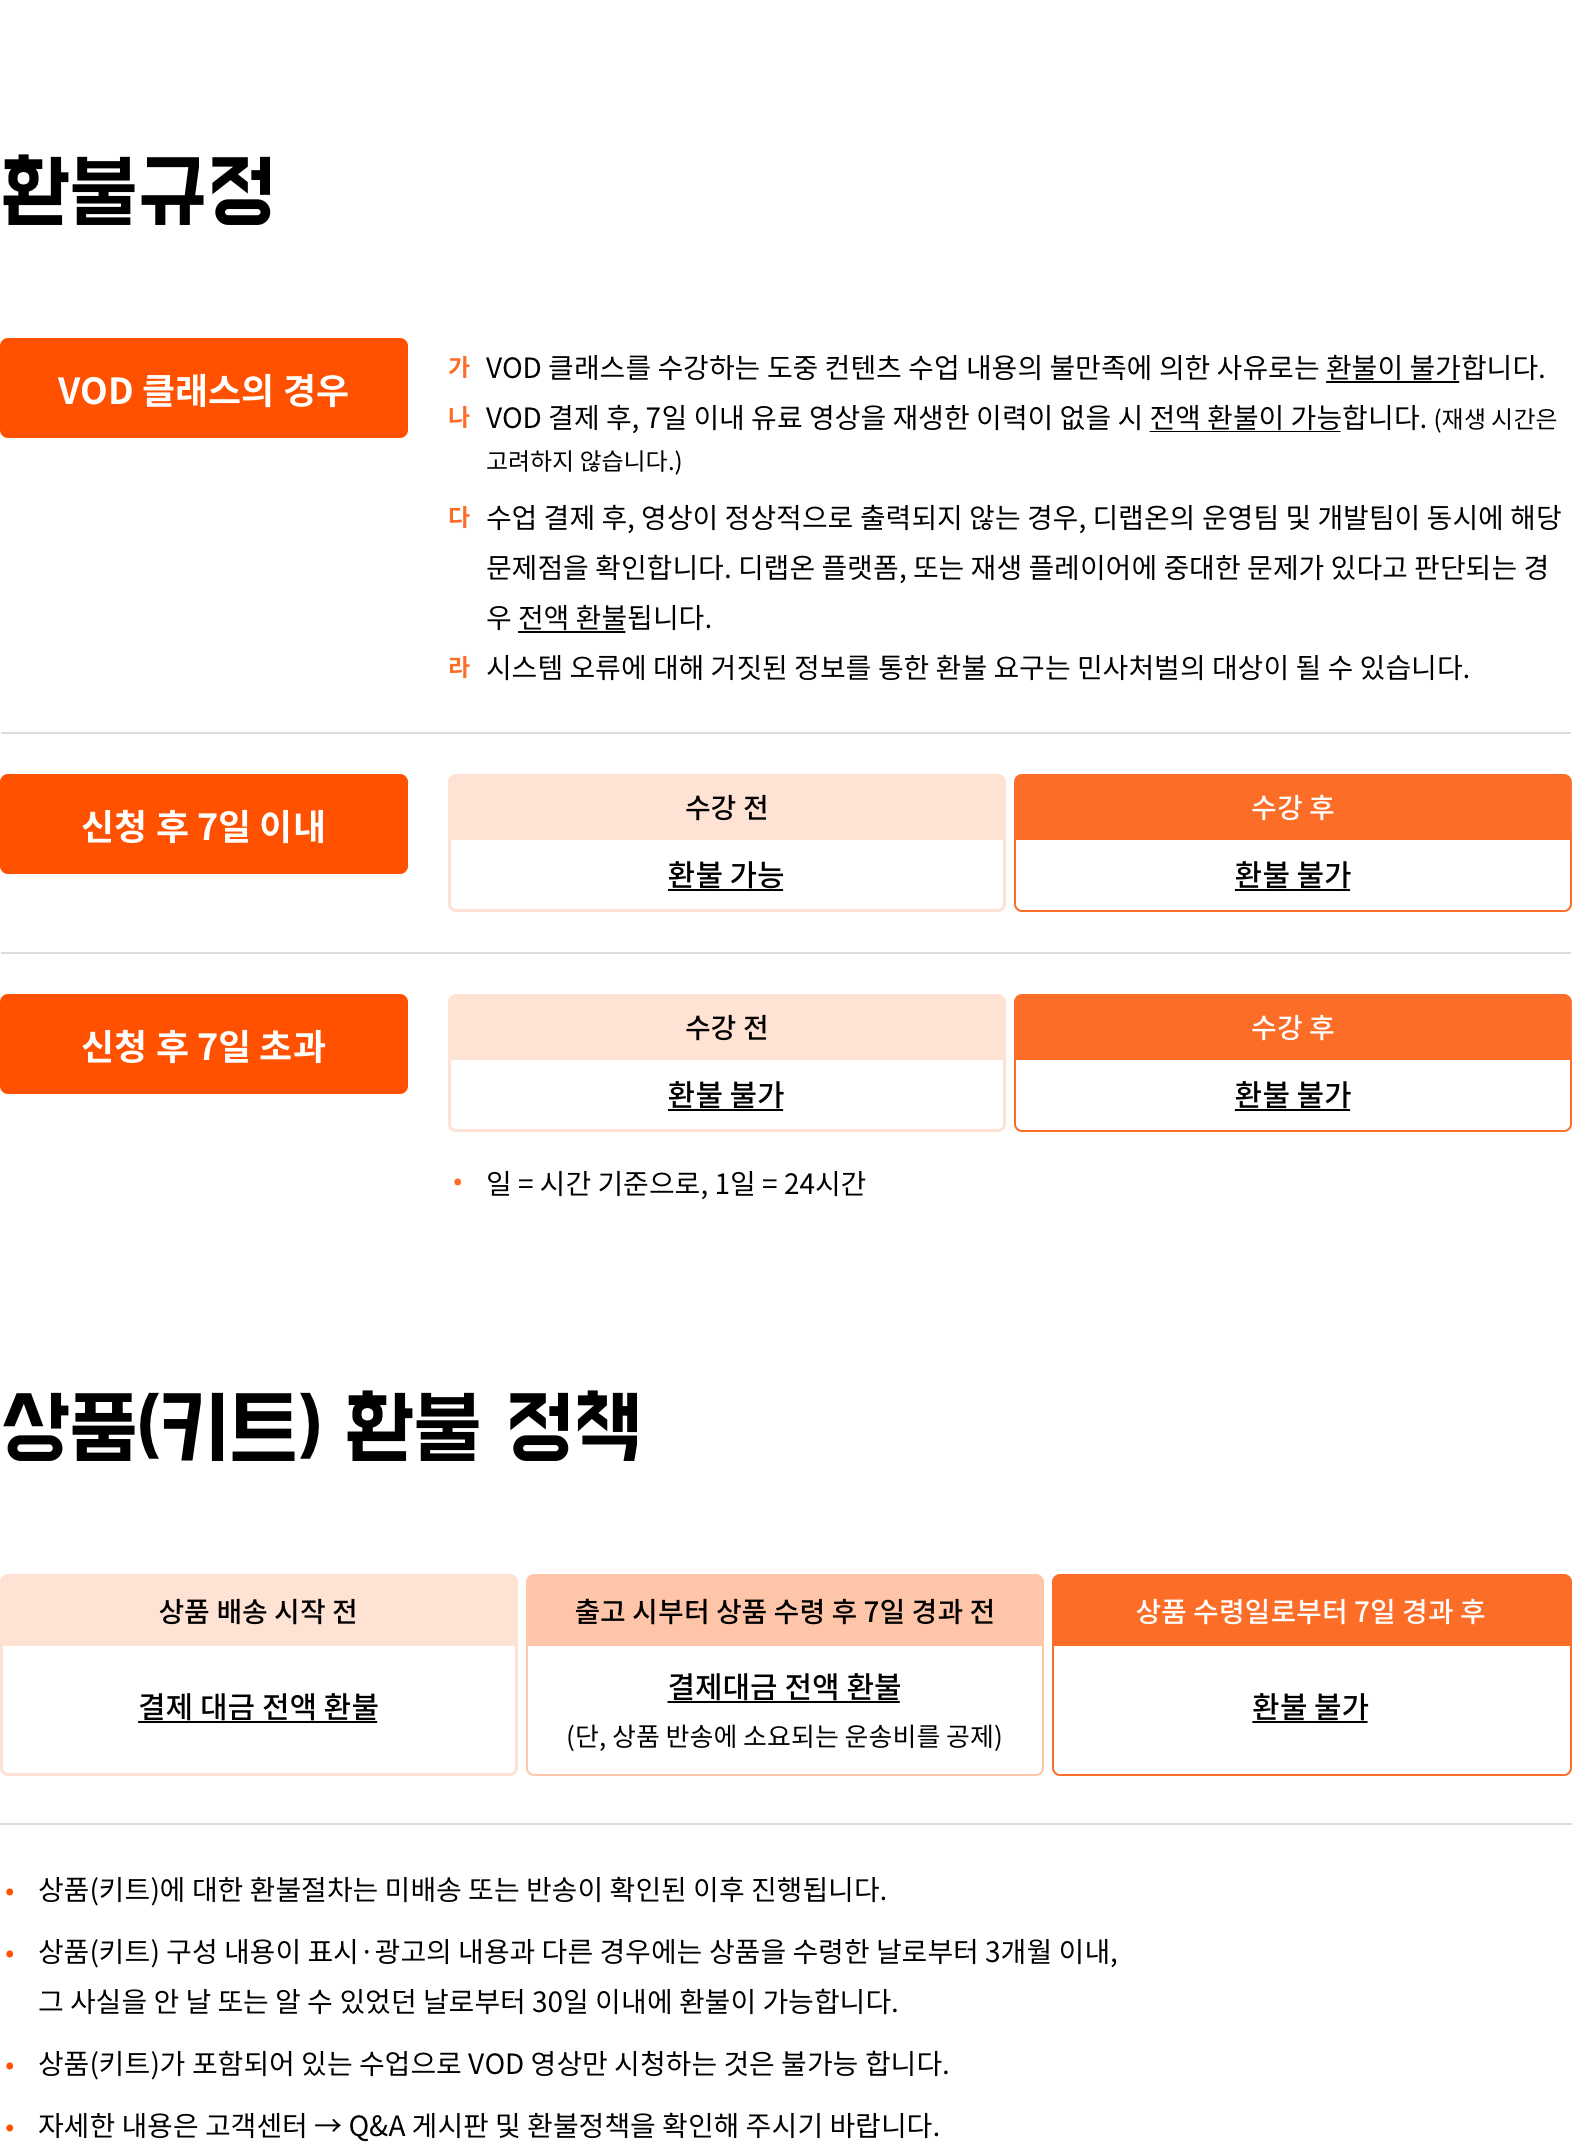 환불규정
VOD 클래스의 경우
가 VOD 클래스를 수강하는 도중 컨텐츠 수업 내용의 불만족에 의한 사유로는 환불이 불가합니다.
나 VOD 결제 후, 7일 이내 유료 영상을 재생한 이력이 없을 시 전액 환불이 가능합니다. (재생 시간은
고려하지 않습니다.)
다 수업 결제 후, 영상이 정상적으로 출력되지 않는 경우, 디랩온의 운영팀 및 개발팀이 동시에 해당
문제점을 확인합니다. 디랩온 플랫폼, 또는 재생 플레이어에 중대한 문제가 있다고 판단되는 경
우 전액 환불됩니다.
라 시스템 오류에 대해 거짓된 정보를 통한 환불 요구는 민사처벌의 대상이 될 수 있습니다.
신청 후 7일 이내
수강 전 수강 후
환불 가능 환불 불가
신청 후 7일 초과
수강 전 수강 후
환불 불가 환불 불가
• 일 = 시간 기준으로, 1일 = 24시간
상품(키트) 환불 정책
상품 배송 시작 전 출고 시부터 상품 수령 후 7일 경과 전 상품 수령일로부터 7일 경과 후
결제 대금 전액 환불 결제대금 전액 환불 환불 불가
(단, 상품 반송에 소요되는 운송비를 공제)
• 상품(키트)에 대한 환불절차는 미배송 또는 반송이 확인된 이후 진행됩니다.
• 상품(키트) 구성 내용이 표시·광고의 내용과 다른 경우에는 상품을 수령한 날로부터 3개월 이내,
그 사실을 안 날 또는 알 수 있었던 날로부터 30일 이내에 환불이 가능합니다.
• 상품(키트)가 포함되어 있는 수업으로 VOD 영상만 시청하는 것은 불가능 합니다.
• 자세한 내용은 고객센터 → Q&A 게시판 및 환불정책을 확인해 주시기 바랍니다.